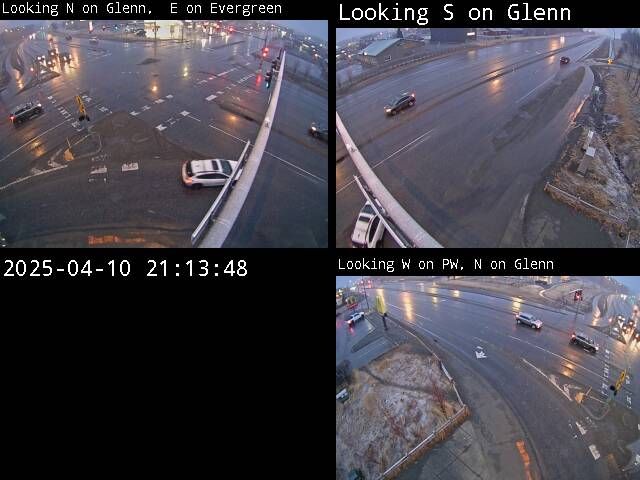 Looking N on Glenn,  E on Evergreen
Looking S on Glenn
2025-04-10 21:13:48
Looking W on PW, N on Glenn